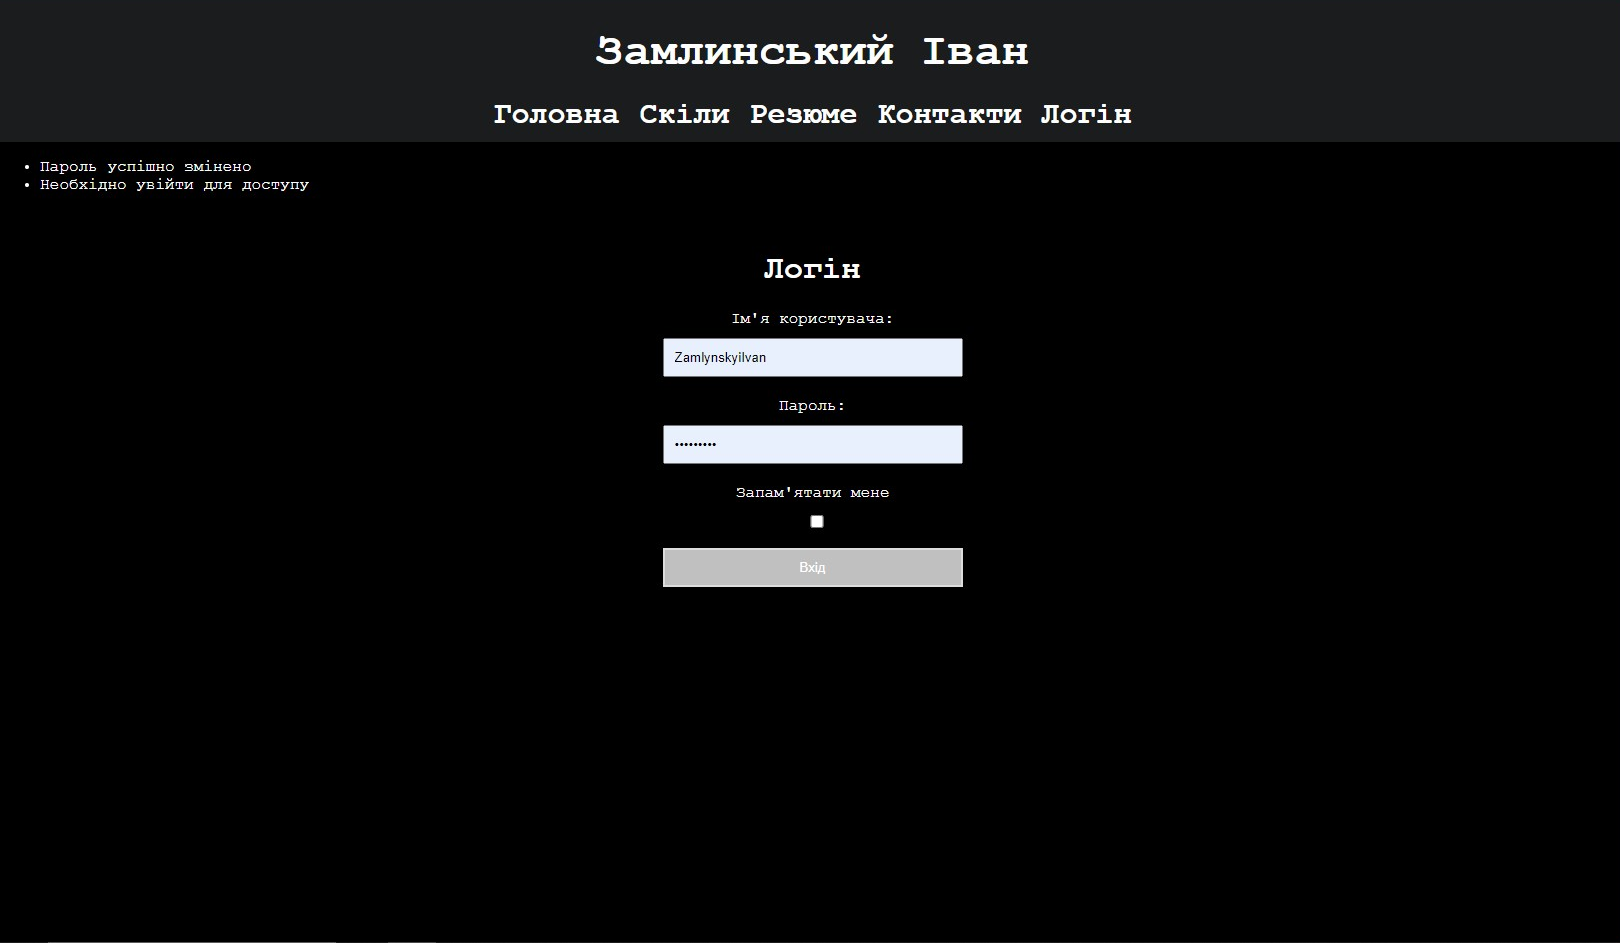 Замлинський Іван
Головна Скіли Резюме Контакти Логін
Пароль успішно змінено
Необхідно увійти для доступу
Логін
Ім'я користувача:
ZamlynskyiIvan
Пароль:
•••••••••
Запам'ятати мене
Вхід